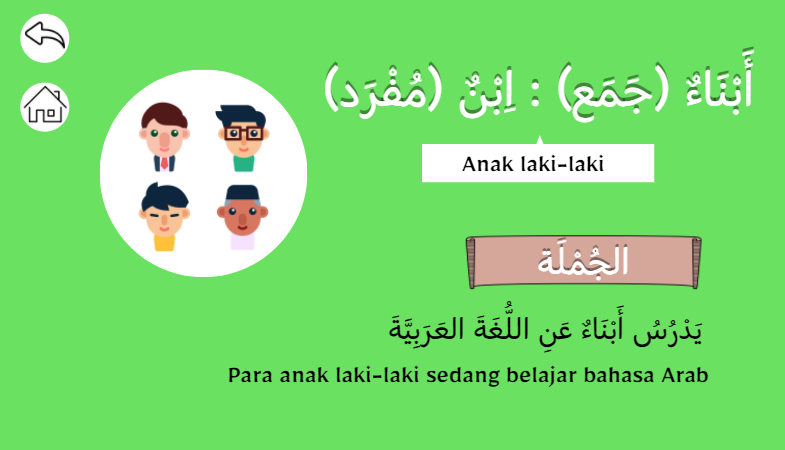 أَبْنَاءٌ (جَمَع) : اِبْنٌ (مُفْرَد)
Anak laki-laki
الجُمْلَة
يَدْرُسُ أَبْنَاءٌ عَنِ اللُّغَةَ العَرَبِيَّةَ
Para anak laki-laki sedang belajar bahasa Arab